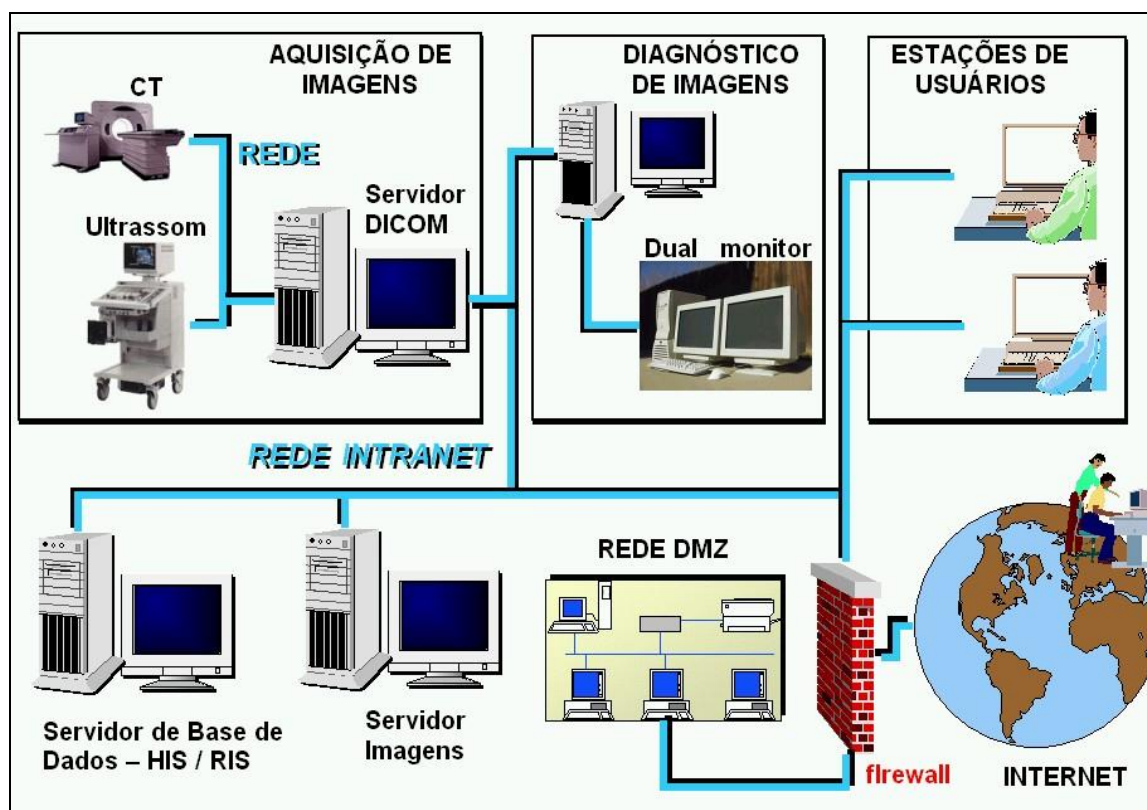 AQUISIÇÃO DE
IMAGENS
CT
REDE
Ultrassom
Servidor
DICOM
DIAGNÓSTICO
DE IMAGENS
Dual monitor
ESTAÇÕES DE
USUÁRIOS
REDE INTRANET
Servidor de Base de
Dados – HIS / RIS
Servidor
Imagens
REDE DMZ
firewall
INTERNET